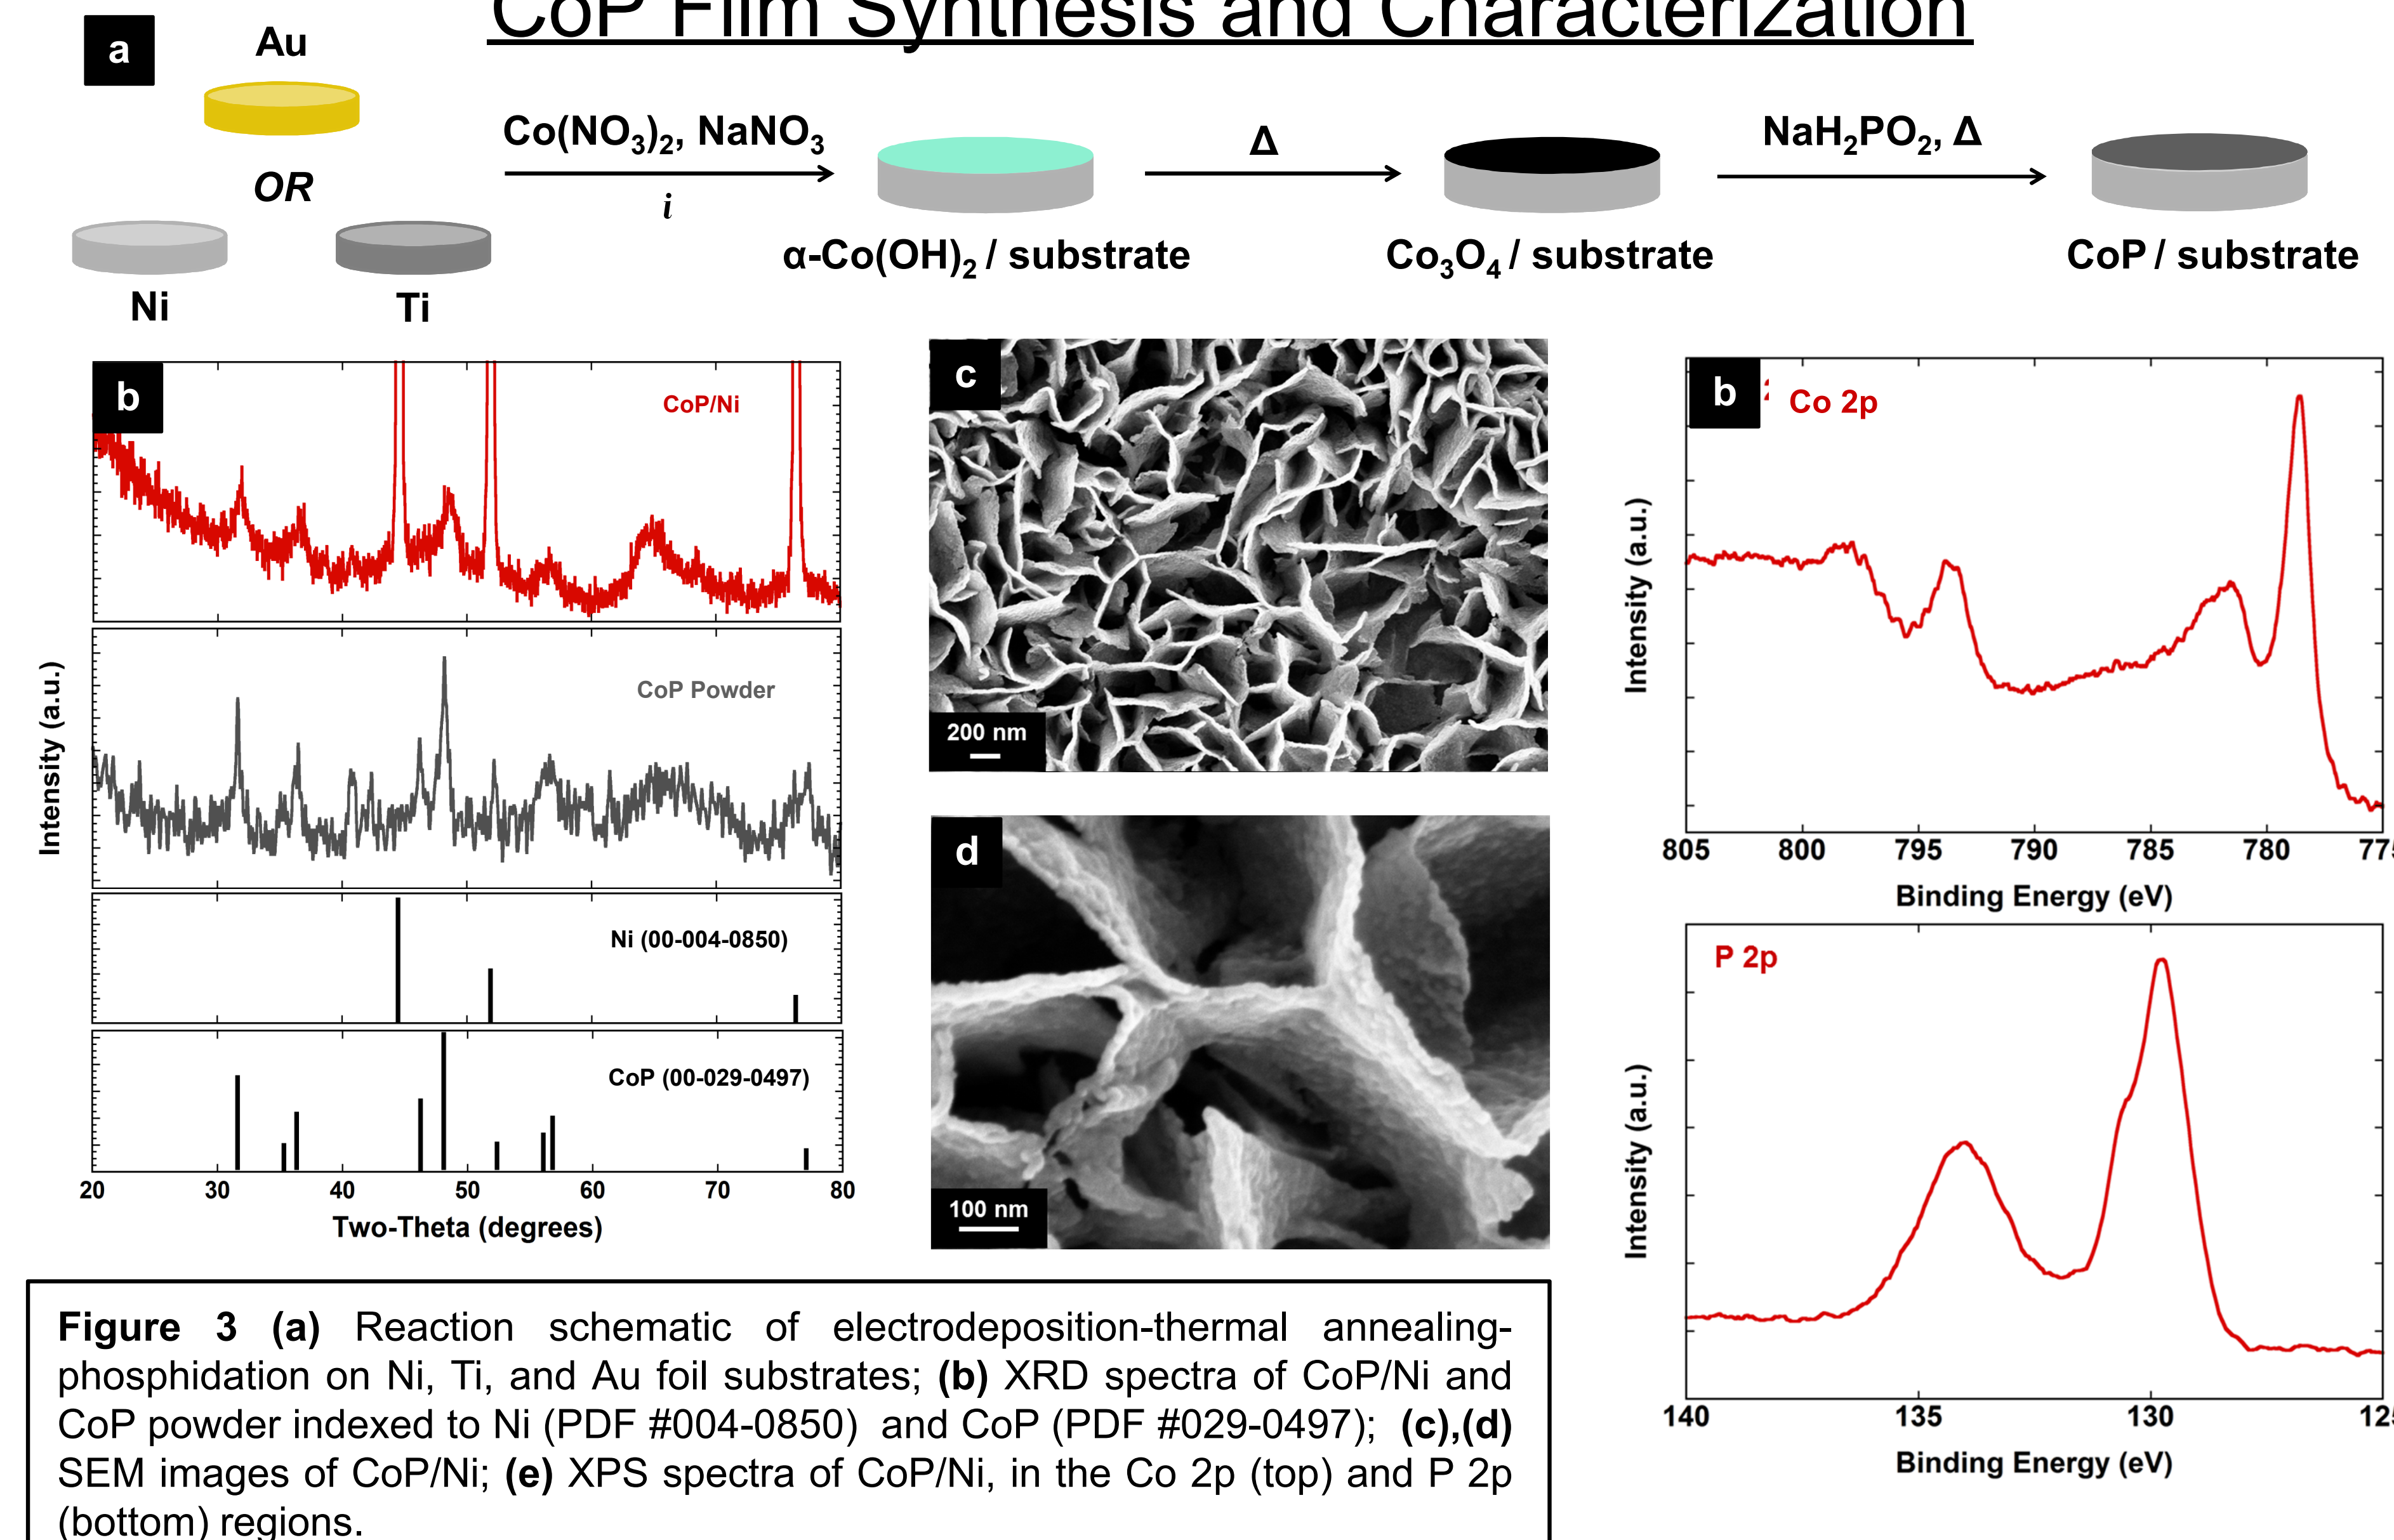 CoP Film Synthesis and Characterization
a
Au
OR
Ni
Ti
Co(NO₃)₂, NaNO₃
i
α-Co(OH)₂ / substrate
Δ
Co₃O₄ / substrate
NaH₂PO₂, Δ
CoP / substrate
b
CoP/Ni
CoP Powder
Ni (00-004-0850)
CoP (00-029-0497)
Intensity (a.u.)
20 30 40 50 60 70 80
Two-Theta (degrees)
c
200 nm
d
100 nm
b
Co 2p
Intensity (a.u.)
805 800 795 790 785 780 775
Binding Energy (eV)
P 2p
Intensity (a.u.)
140 135 130 125
Binding Energy (eV)
Figure 3 (a) Reaction schematic of electrodeposition-thermal annealing-
phosphidation on Ni, Ti, and Au foil substrates; (b) XRD spectra of CoP/Ni and
CoP powder indexed to Ni (PDF #004-0850) and CoP (PDF #029-0497); (c),(d)
SEM images of CoP/Ni; (e) XPS spectra of CoP/Ni, in the Co 2p (top) and P 2p
(bottom) regions.